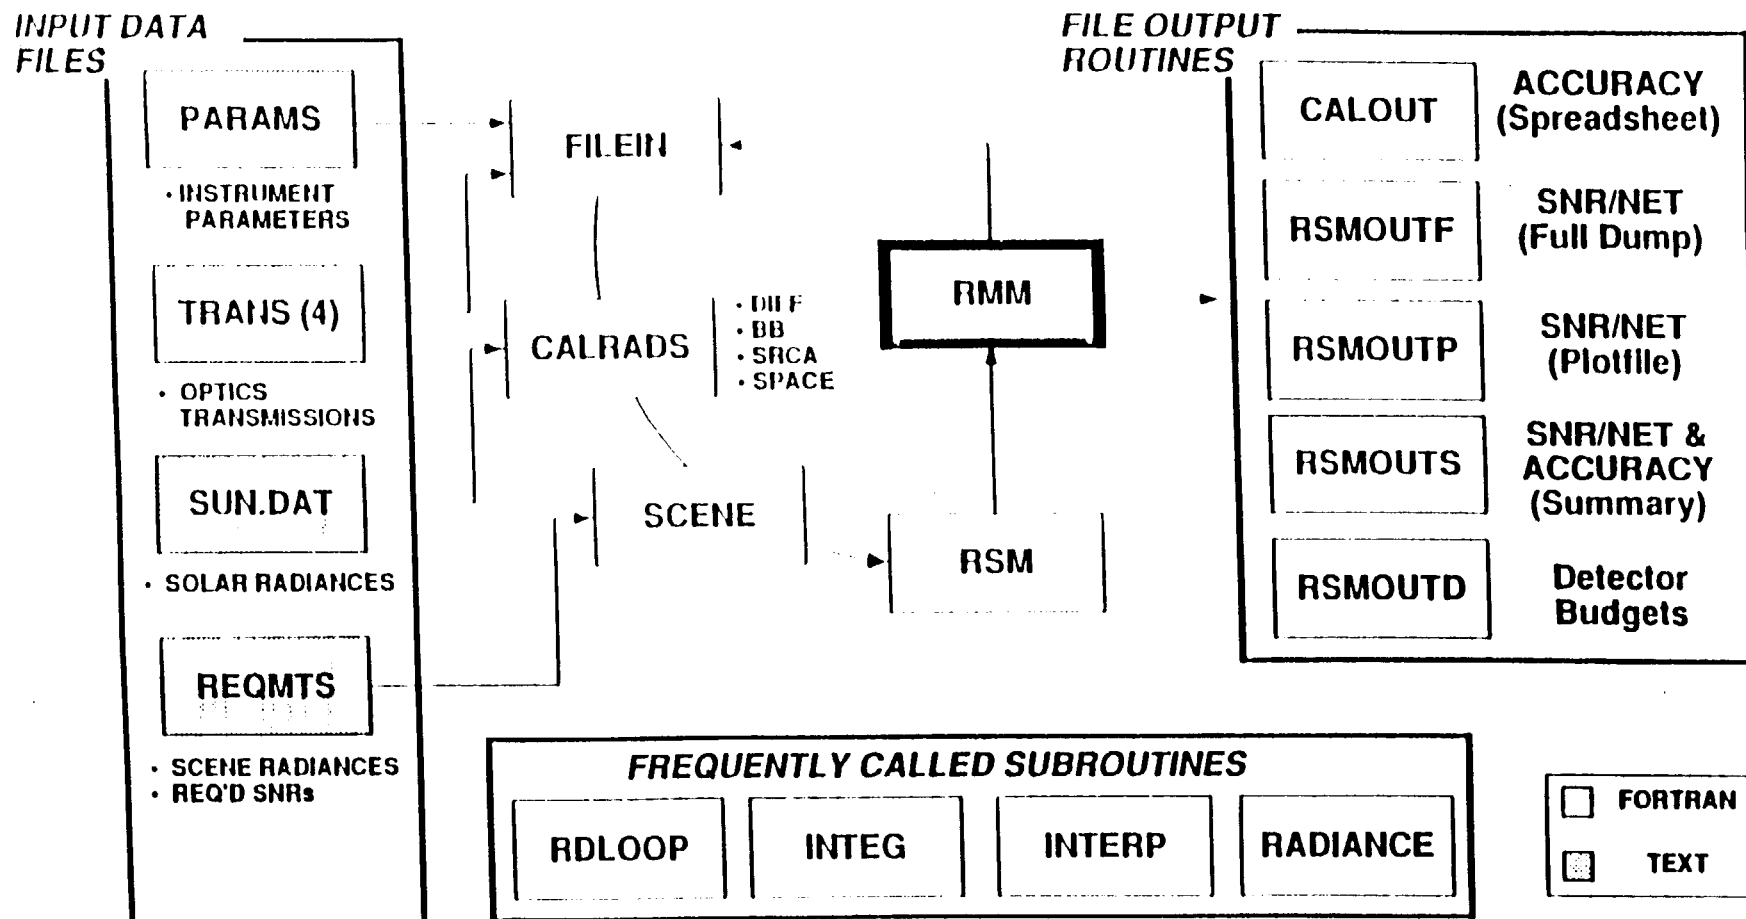 INPUT DATA
FILES
PARAMS
• INSTRUMENT
PARAMETERS
TRANS (4)
• OPTICS
TRANSMISSIONS
SUN.DAT
• SOLAR RADIANCES
REQMTS
• SCENE RADIANCES
• REQ'D SNRs
FILEIN
CALRADS
• DIFF
• BB
• SRCA
• SPACE
SCENE
RMM
RSM
FILE OUTPUT
ROUTINES
CALOUT
ACCURACY
(Spreadsheet)
RSMOUTF
SNR/NET
(Full Dump)
RSMOUTP
SNR/NET
(Plotfile)
RSMOUTS
SNR/NET &
ACCURACY
(Summary)
RSMOUTD
Detector
Budgets
FREQUENTLY CALLED SUBROUTINES
RDLOOP
INTEG
INTERP
RADIANCE
FORTRAN
TEXT